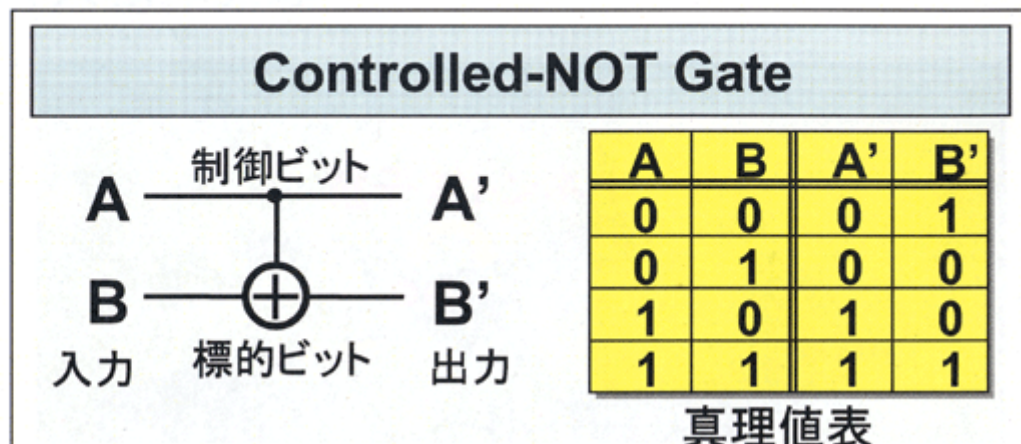 Controlled-NOT Gate
制御ビット
A A’
B B’
標的ビット
入力 出力
A B A’ B’
0 0 0 1
0 1 0 0
1 0 1 0
1 1 1 1
真理値表